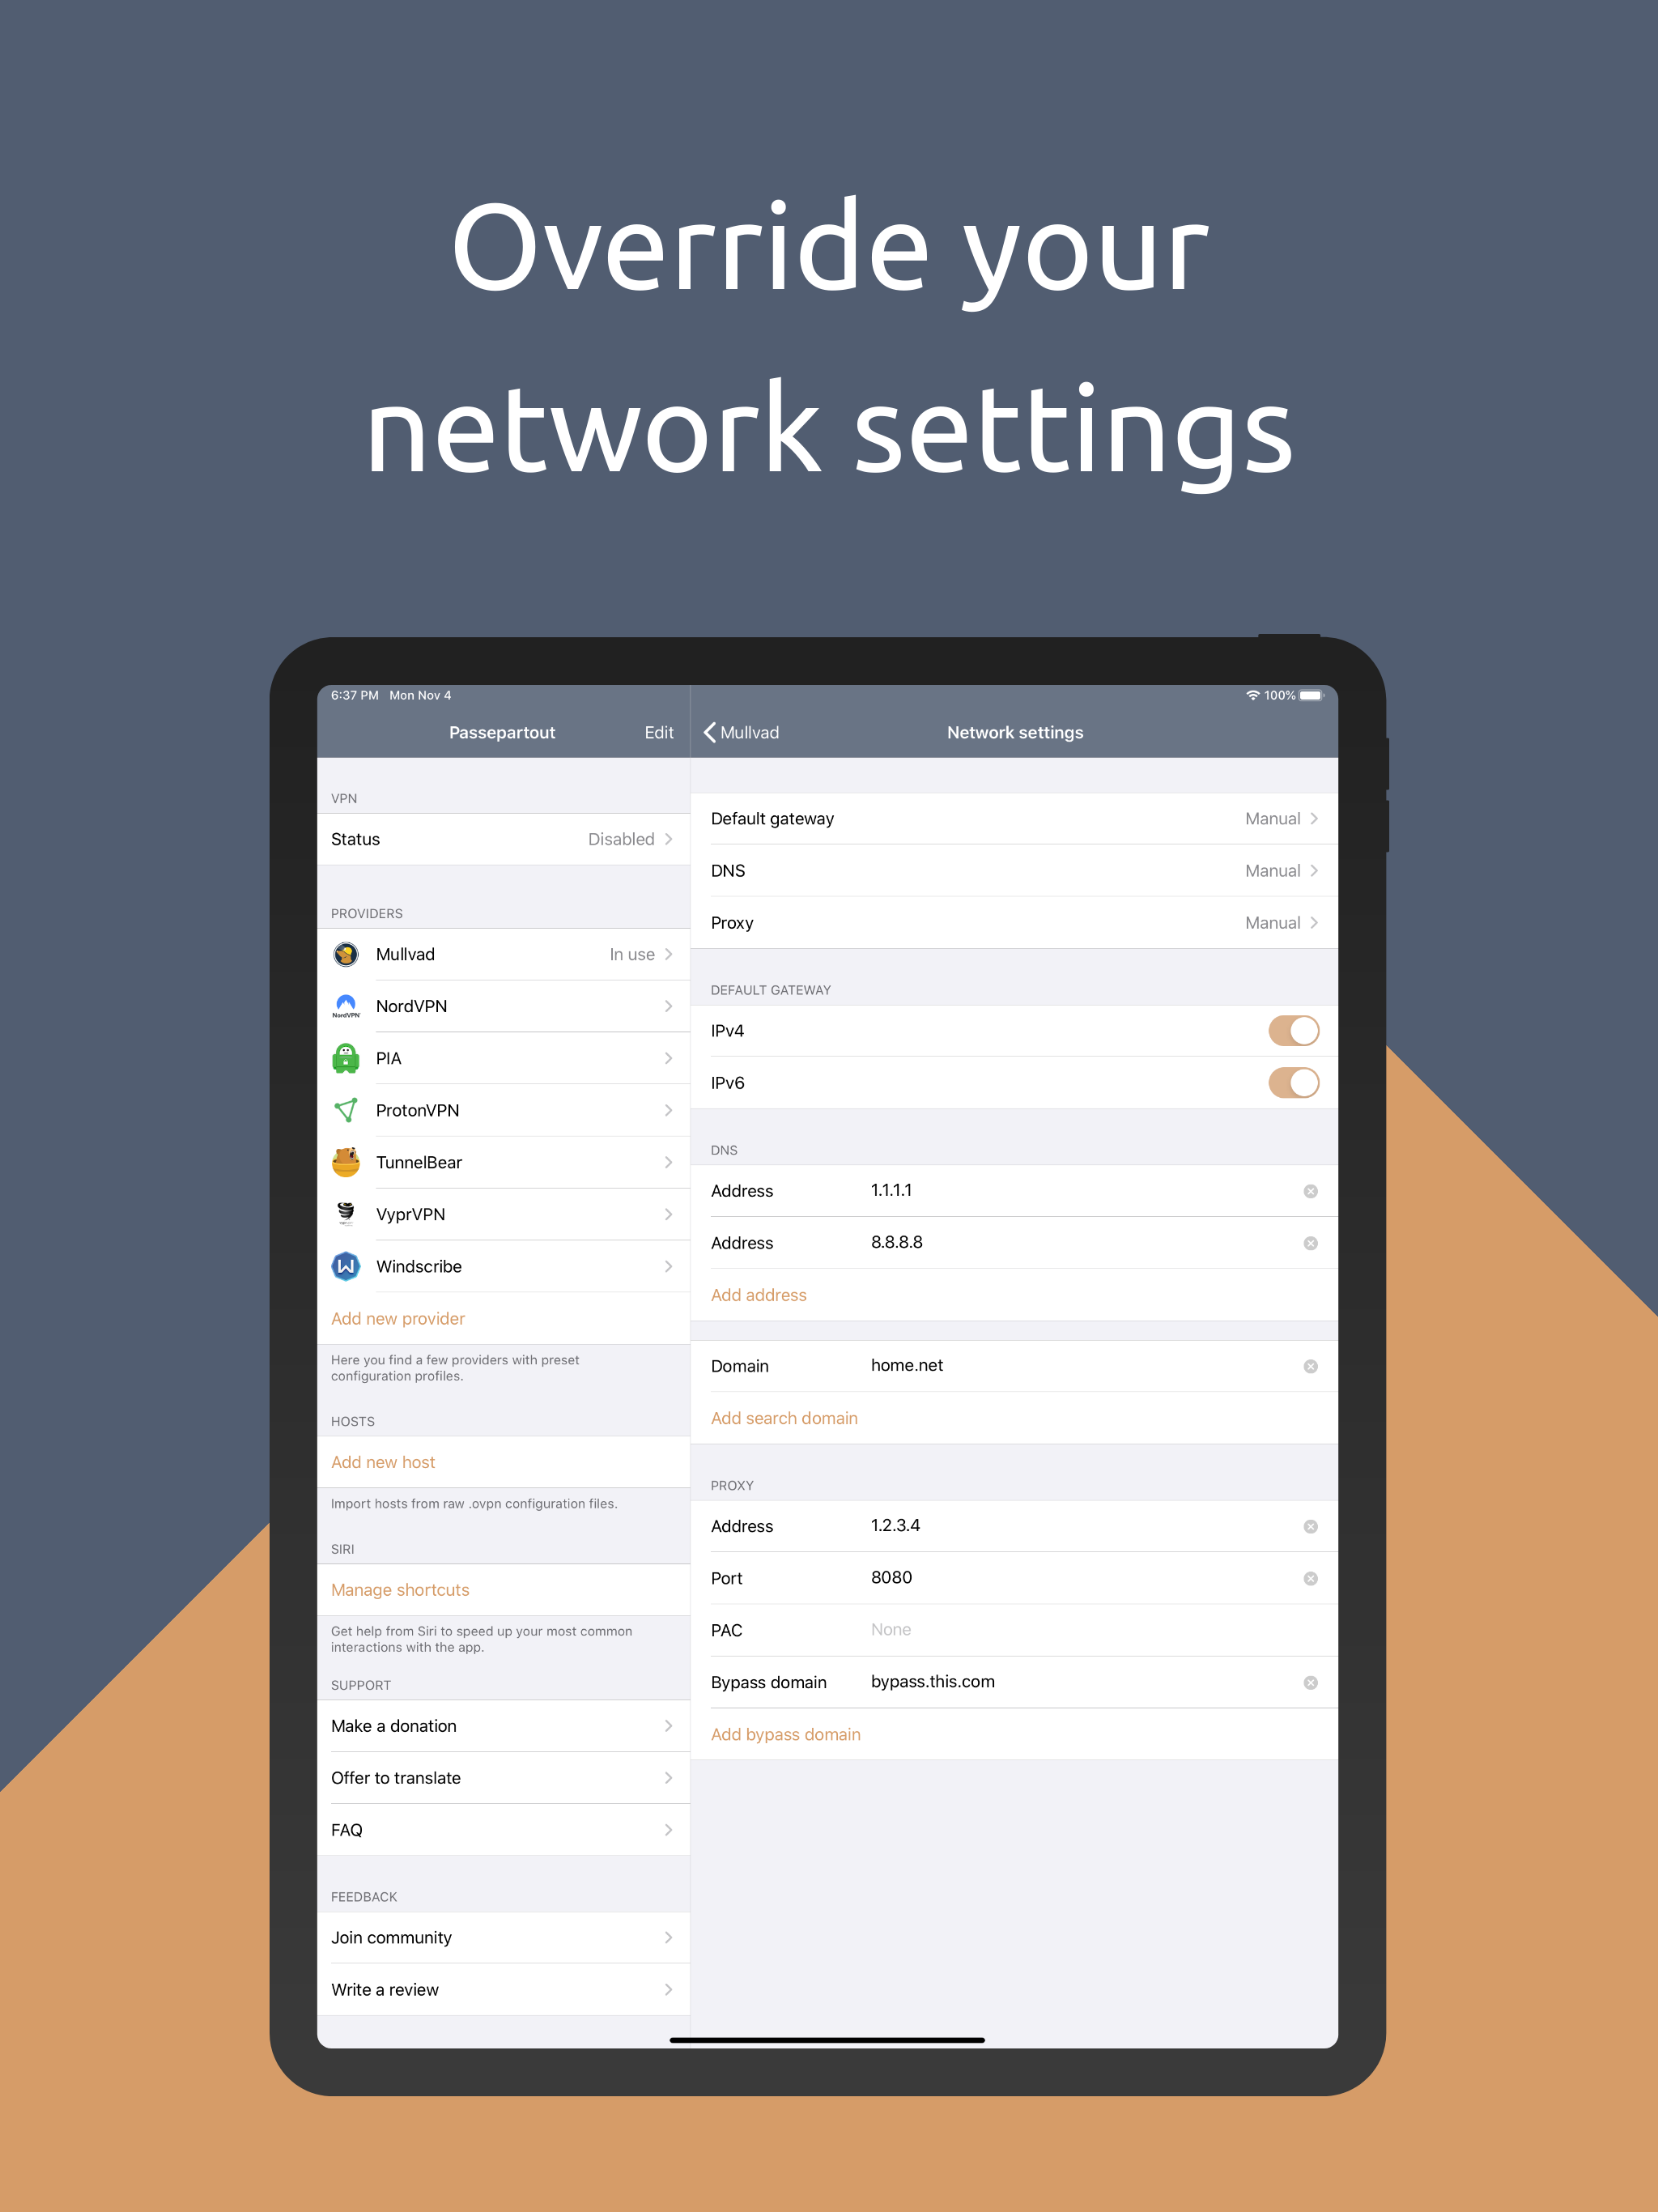 Override your
network settings
6:37 PM Mon Nov 4
100%
Passepartout Edit
VPN
Status Disabled
PROVIDERS
Mullvad In use
NordVPN NordVPN
PIA
ProtonVPN
TunnelBear
VyprVPN
Windscribe
Add new provider
Here you find a few providers with preset
configuration profiles.
HOSTS
Add new host
Import hosts from raw .ovpn configuration files.
SIRI
Manage shortcuts
Get help from Siri to speed up your most common
interactions with the app.
SUPPORT
Make a donation
Offer to translate
FAQ
FEEDBACK
Join community
Write a review
Mullvad Network settings
Default gateway Manual
DNS Manual
Proxy Manual
DEFAULT GATEWAY
IPv4
IPv6
DNS
Address 1.1.1.1
Address 8.8.8.8
Add address
Domain home.net
Add search domain
PROXY
Address 1.2.3.4
Port 8080
PAC None
Bypass domain bypass.this.com
Add bypass domain